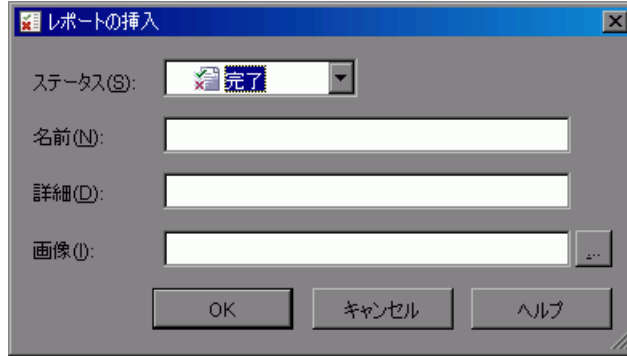 レポートの挿入
ステータス(S): 完了
名前(N):
詳細(D):
画像(I): ...
OK キャンセル ヘルプ